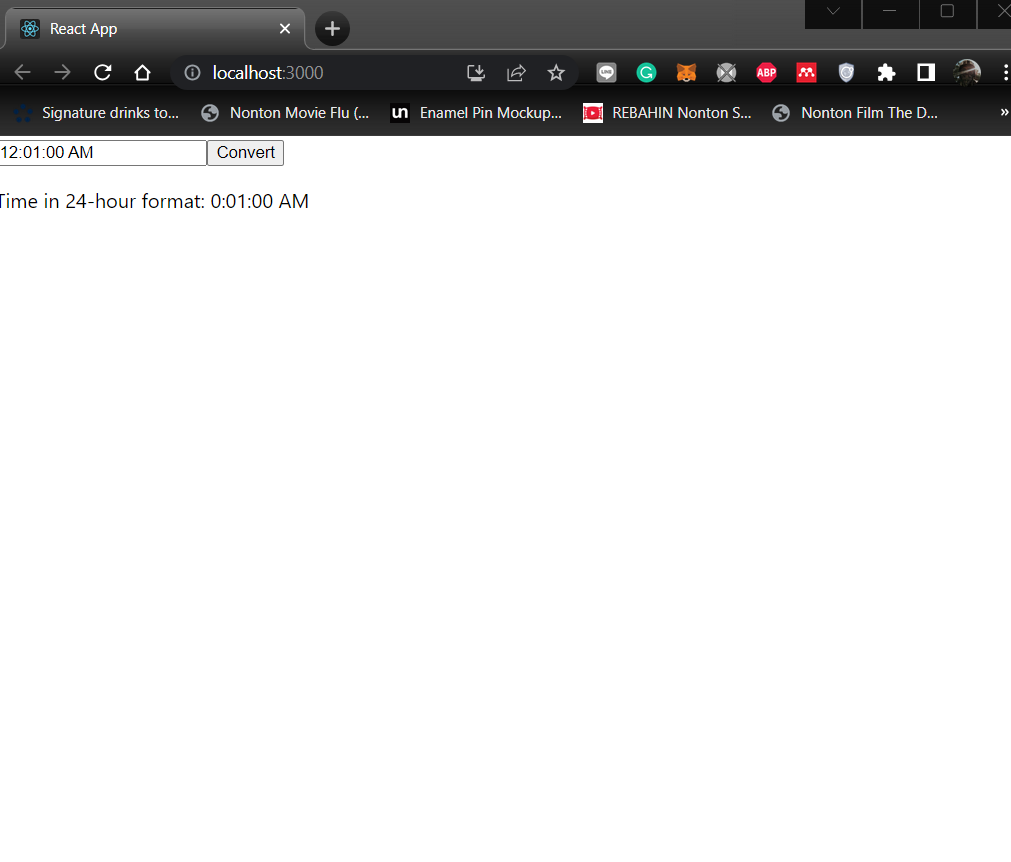 React App
localhost:3000
Signature drinks to... Nonton Movie Flu (... un Enamel Pin Mockup... REBAHIN Nonton S... Nonton Film The D... »
12:01:00 AM Convert
Time in 24-hour format: 0:01:00 AM